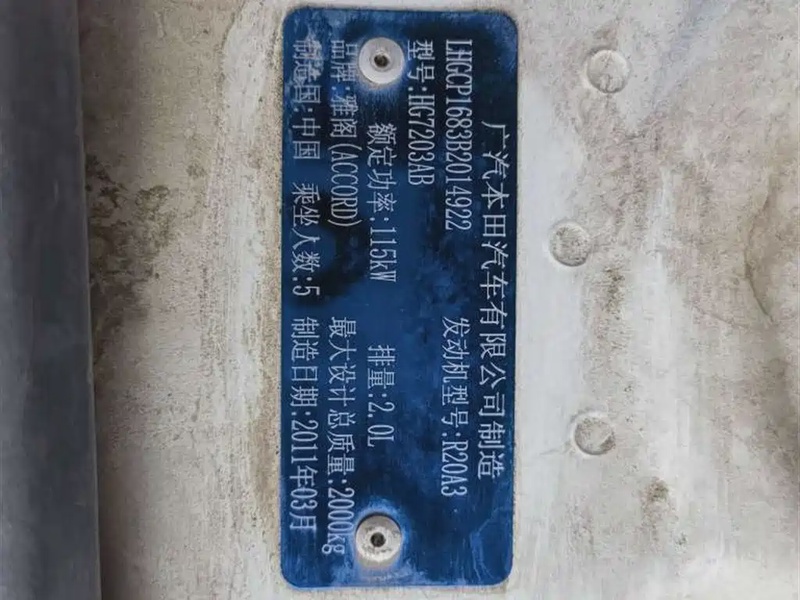 广汽本田汽车有限公司制造
LHGCP1683B2014922 发动机型号:R20A3
型号:HG7203AB
额定功率:115kW 排量:2.0L
品牌:雅阁(ACCORD) 最大设计总质量:2000kg
制造国:中国 乘坐人数:5 制造日期:2011年03月